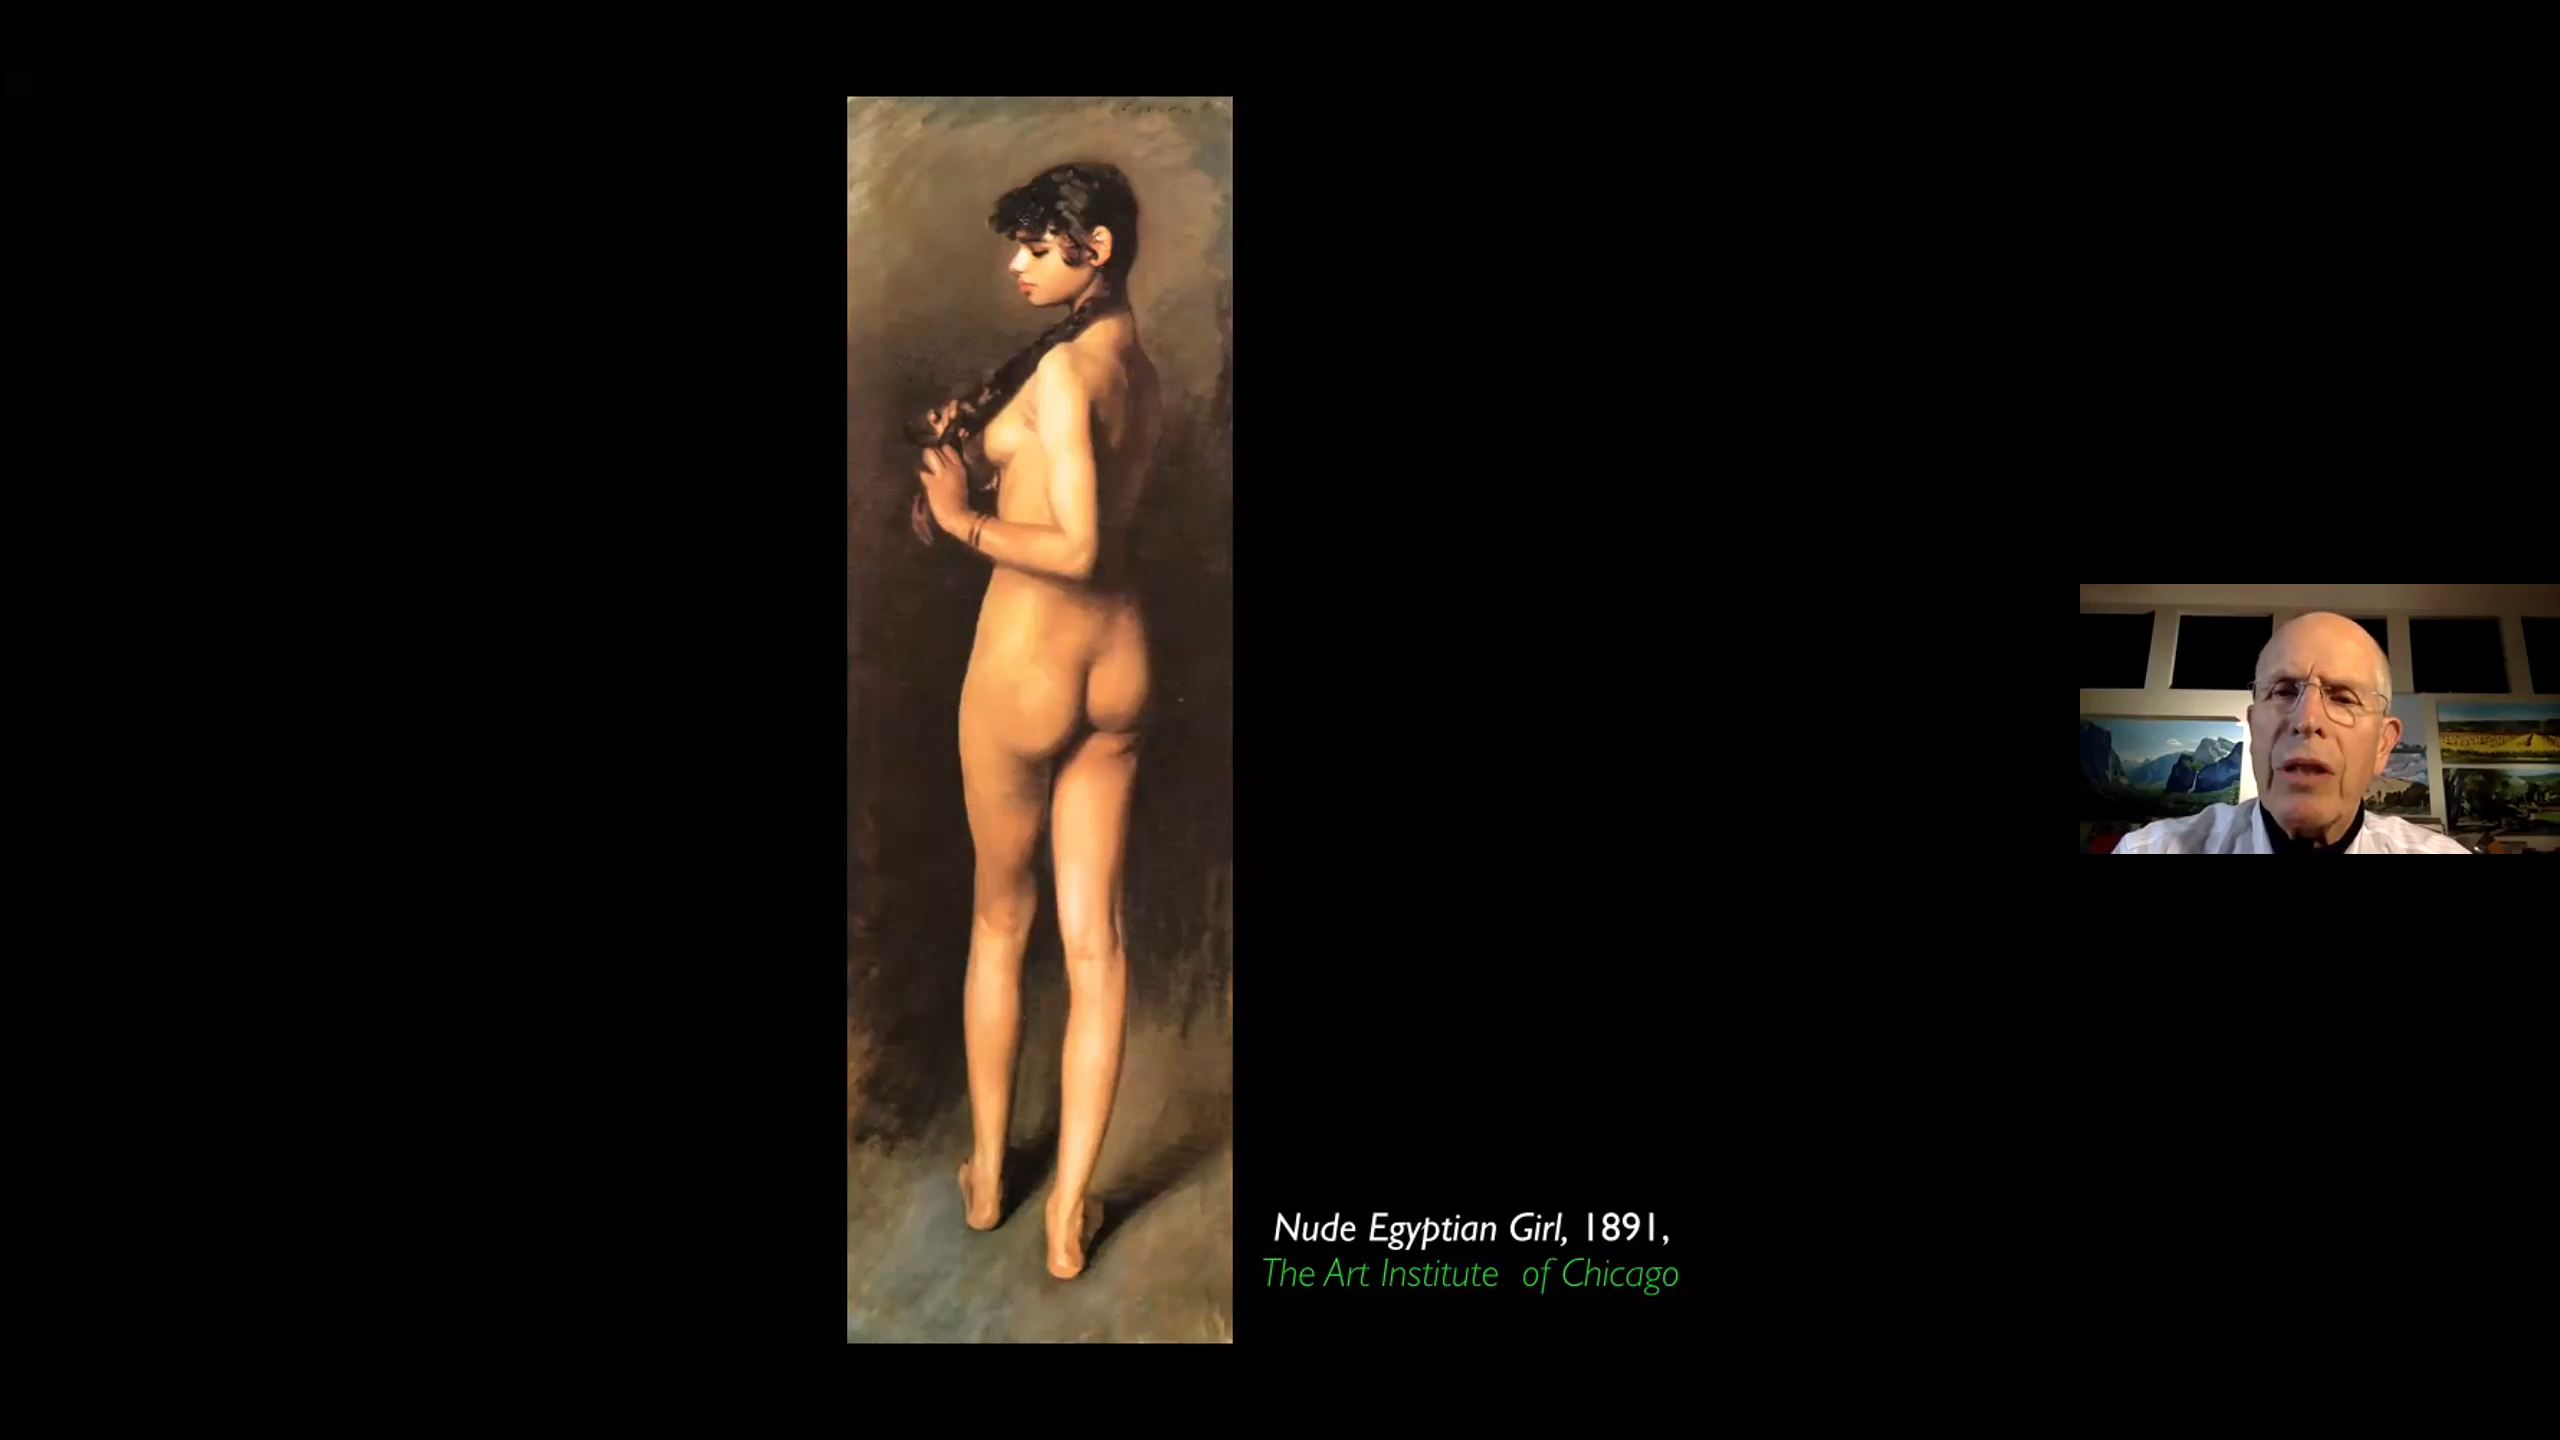 Nude Egyptian Girl, 1891,
The Art Institute of Chicago